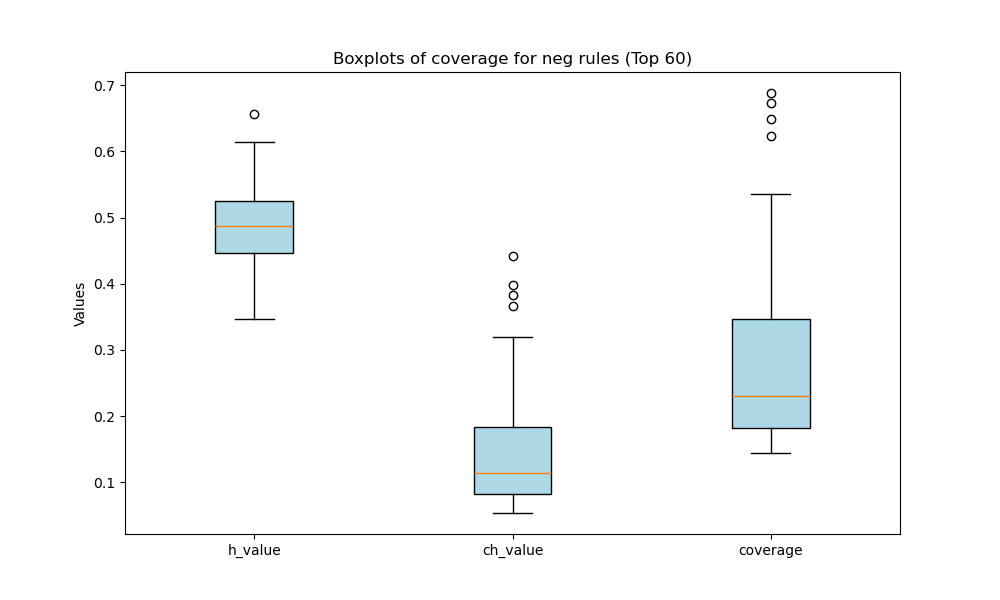 Boxplots of coverage for neg rules (Top 60)
0.7
0.6
0.5
0.4
0.3
0.2
0.1
Values
h_value
ch_value
coverage